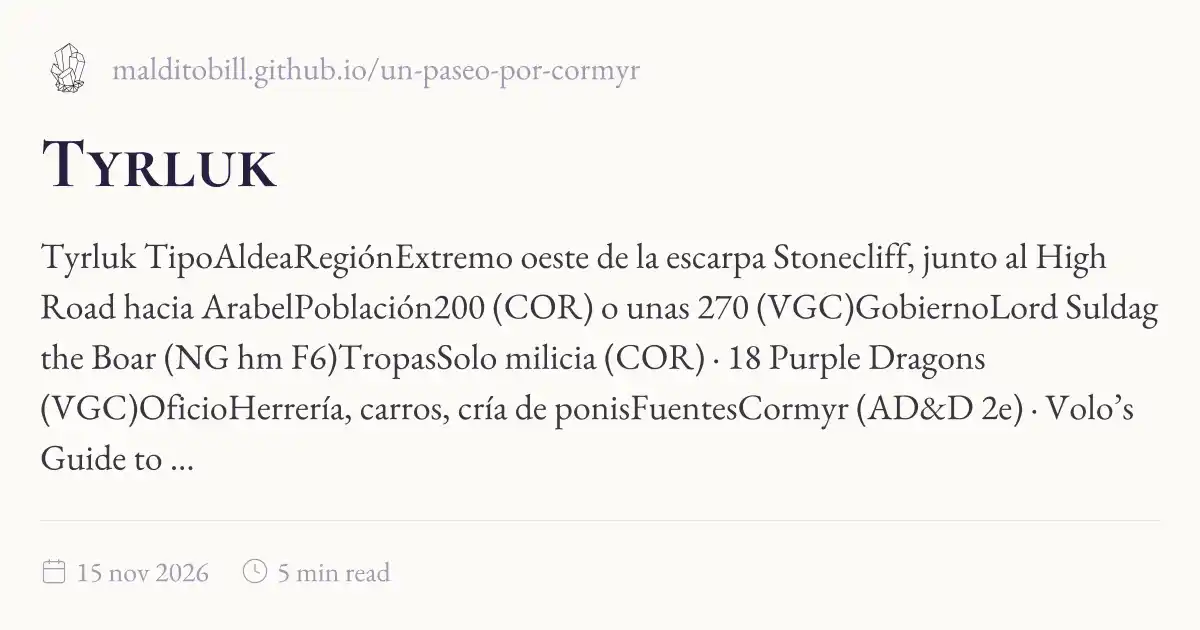 malditobill.github.io/un-paseo-por-cormyr
Tyrluk
Tyrluk TipoAldeaRegiónExtremo oeste de la escarpa Stonecliff, junto al High
Road hacia ArabelPoblación200 (COR) o unas 270 (VGC)GobiernoLord Suldag
the Boar (NG hm F6)TropasSolo milicia (COR) · 18 Purple Dragons
(VGC)OficioHerrería, carros, cría de ponisFuentesCormyr (AD&D 2e) · Volo’s
Guide to ...
15 nov 2026
5 min read